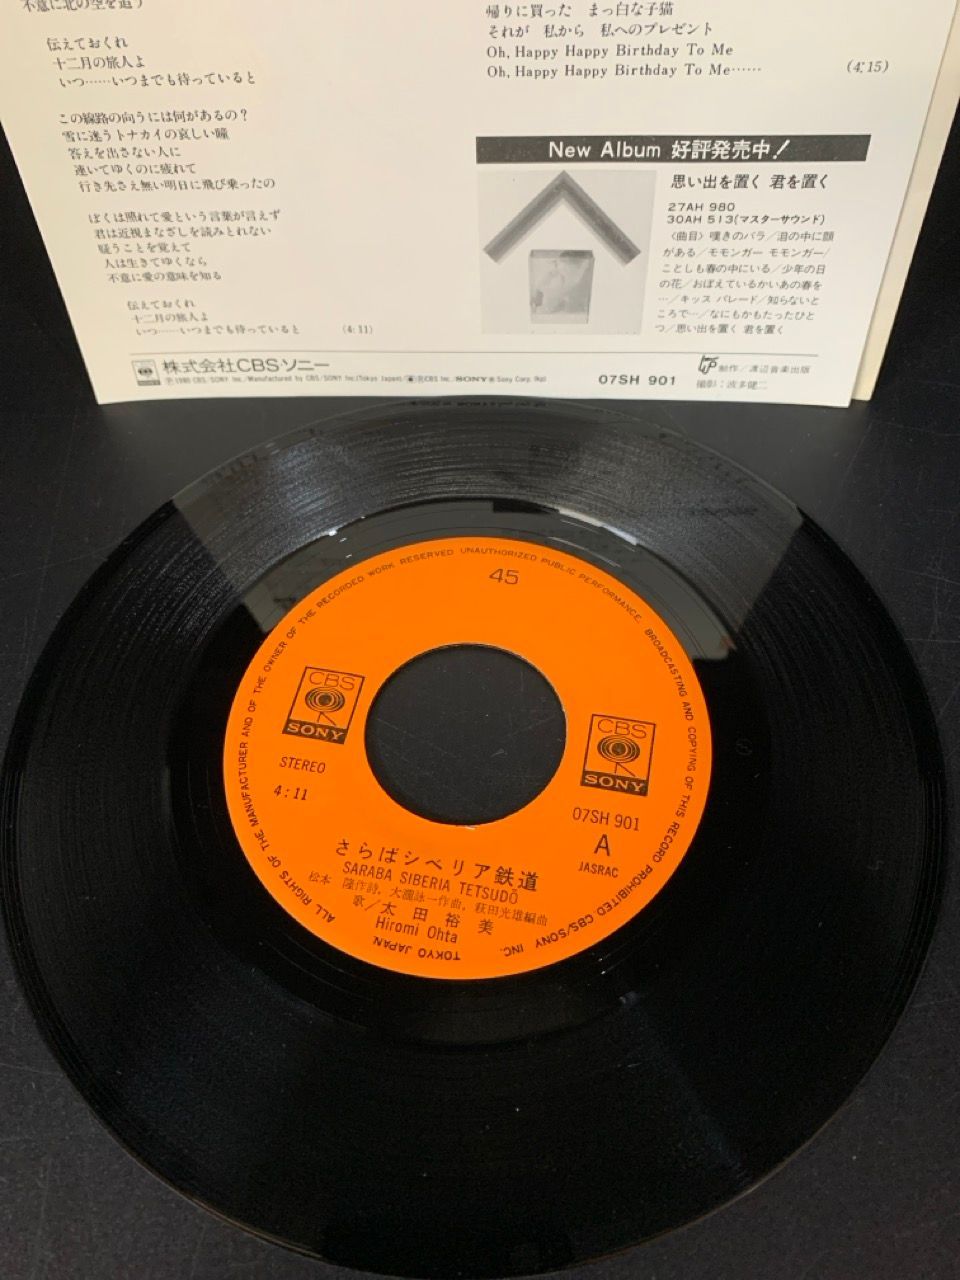 不意に北の空を追う
伝えておくれ
十二月の旅人よ
いつ……いつまでも待っていると
この線路の向うには何があるの？
雪に迷うトナカイの哀しい瞳
答えを出さない人に
連いてゆくのに疲れて
行き先さえ無い明日に飛び乗ったの
ぼくは照れて愛という言葉が言えず
君は近視まなざしを読みとれない
疑うことを覚えて
人は生きてゆくなら
不意に愛の意味を知る
伝えておくれ
十二月の旅人よ
いつ……いつまでも待っていると (4:11)
帰りに買った まっ白な子猫
それが 私から 私へのプレゼント
Oh, Happy Happy Birthday To Me
Oh, Happy Happy Birthday To Me…… (4:15)
New Album 好評発売中！
思い出を置く 君を置く
27AH 980
30AH 513(マスターサウンド)
〈曲目〉嘆きのバラ／泪の中に顔
がある／モモンガー モモンガー／
ことしも春の中にいる／少年の日
の花／おぼえているかいあの春を
…／キッス パレード／知らないと
ころで…／なにもかもたったひと
つ／思い出を置く 君を置く
株式会社CBSソニー
℗1980 CBS/SONY Inc./Manufactured by CBS/SONY Inc.(Tokyo Japan)/ ®CBS Inc./SONY® Sony Corp.
07SH 901
制作／渡辺音楽出版
撮影：波多健二
45
ALL RIGHTS OF THE MANUFACTURER AND OF THE OWNER OF THE RECORDED WORK RESERVED UNAUTHORIZED PUBLIC PERFORMANCE. BROADCASTING AND COPYING OF THIS RECORD PROHIBITED CBS/SONY INC. TOKYO JAPAN
CBS
SONY
CBS
SONY
STEREO
4:11
07SH 901
A
JASRAC
さらばシベリア鉄道
SARABA SIBERIA TETSUDŌ
松本 隆作詩，大瀧詠一作曲，萩田光雄編曲
歌／太田裕美
Hiromi Ohta